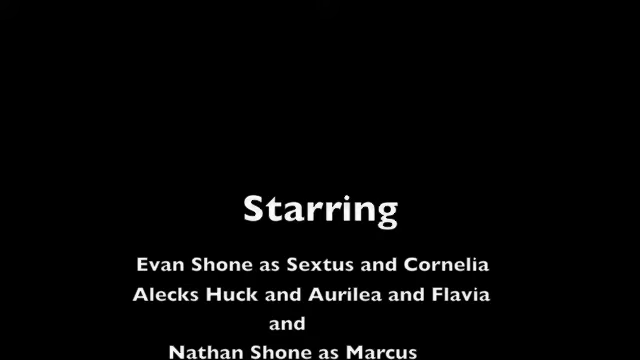 Starring
Evan Shone as Sextus and Cornelia
Alecks Huck and Aurilea and Flavia
and
Nathan Shone as Marcus